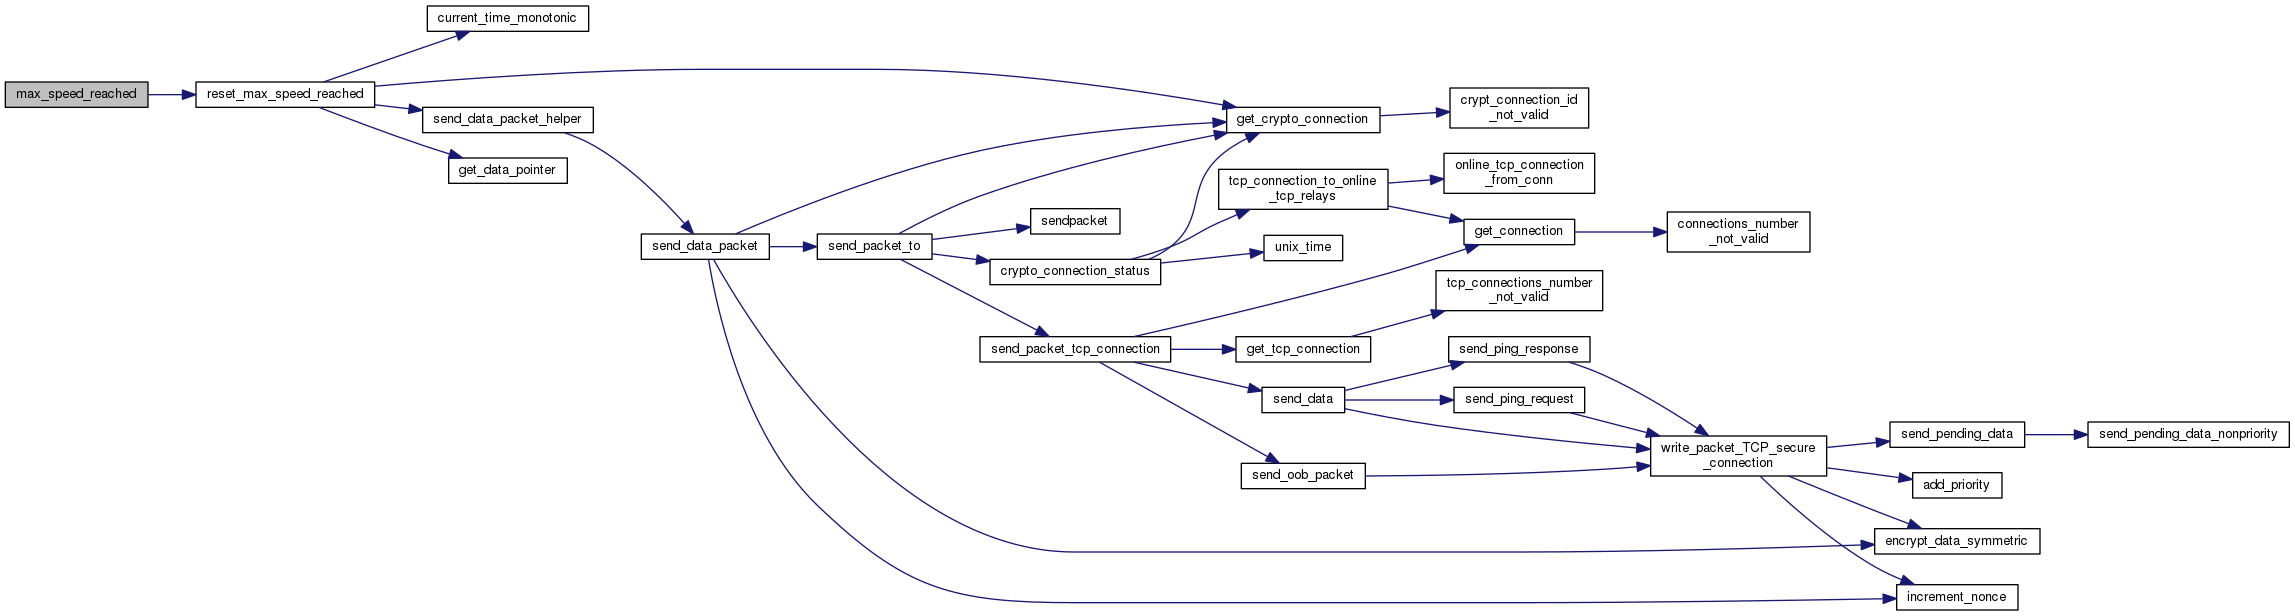 current_time_monotonic
max_speed_reached
reset_max_speed_reached
send_data_packet_helper
get_data_pointer
get_crypto_connection
crypt_connection_id
_not_valid
online_tcp_connection
_from_conn
tcp_connection_to_online
_tcp_relays
sendpacket
get_connection
connections_number
_not_valid
send_data_packet
send_packet_to
unix_time
crypto_connection_status
tcp_connections_number
_not_valid
send_packet_tcp_connection
get_tcp_connection
send_ping_response
send_data
send_ping_request
write_packet_TCP_secure
_connection
send_pending_data
send_pending_data_nonpriority
send_oob_packet
add_priority
encrypt_data_symmetric
increment_nonce